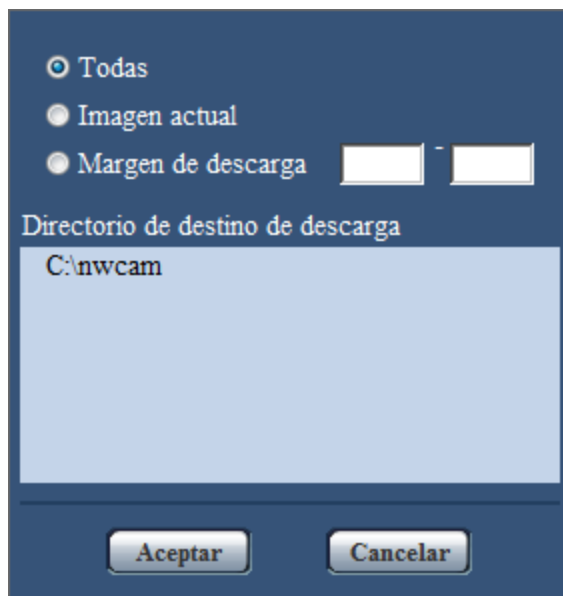 Todas
Imagen actual
Margen de descarga -
Directorio de destino de descarga
C:\nwcam
Aceptar Cancelar